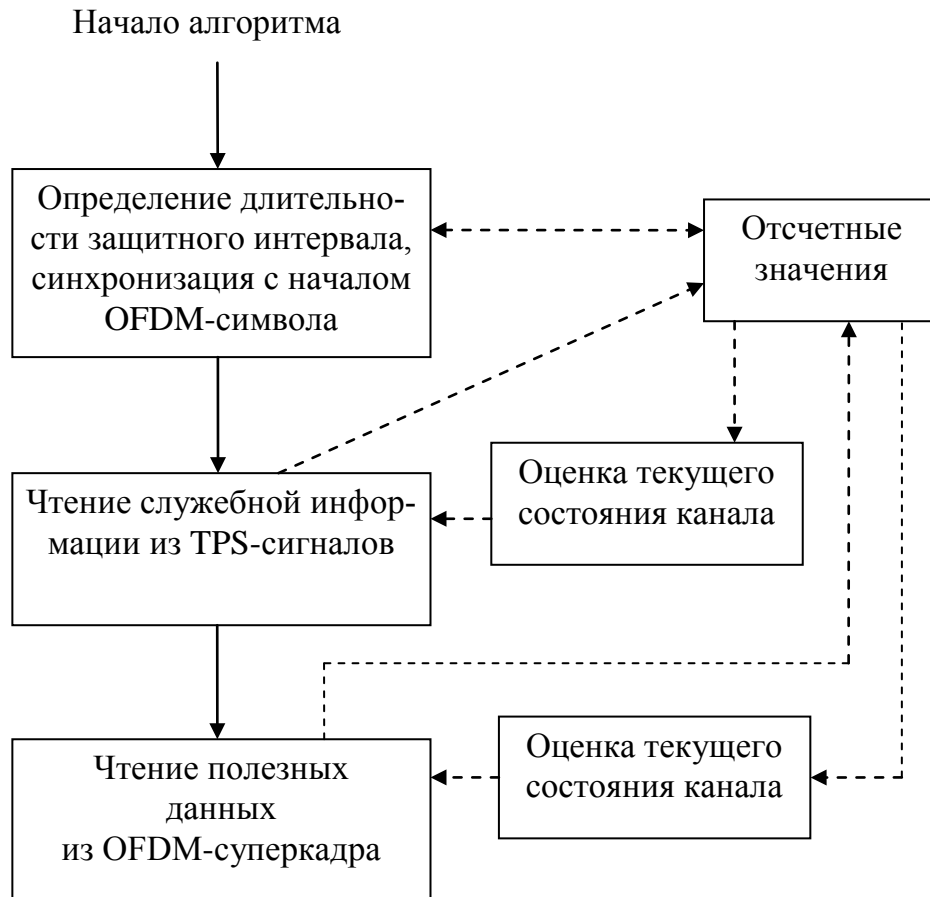 Начало алгоритма
Определение длительно-
сти защитного интервала,
синхронизация с началом
OFDM-символа
Отсчетные
значения
Оценка текущего
состояния канала
Чтение служебной инфор-
мации из TPS-сигналов
Оценка текущего
состояния канала
Чтение полезных
данных
из OFDM-суперкадра